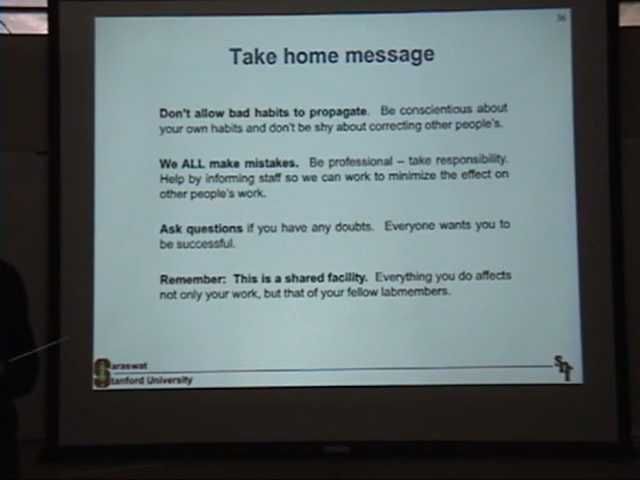 36
Take home message
Don't allow bad habits to propagate. Be conscientious about
your own habits and don't be shy about correcting other people's.
We ALL make mistakes. Be professional – take responsibility.
Help by informing staff so we can work to minimize the effect on
other people's work.
Ask questions if you have any doubts. Everyone wants you to
be successful.
Remember: This is a shared facility. Everything you do affects
not only your work, but that of your fellow labmembers.
Saraswat
Stanford University
SNF